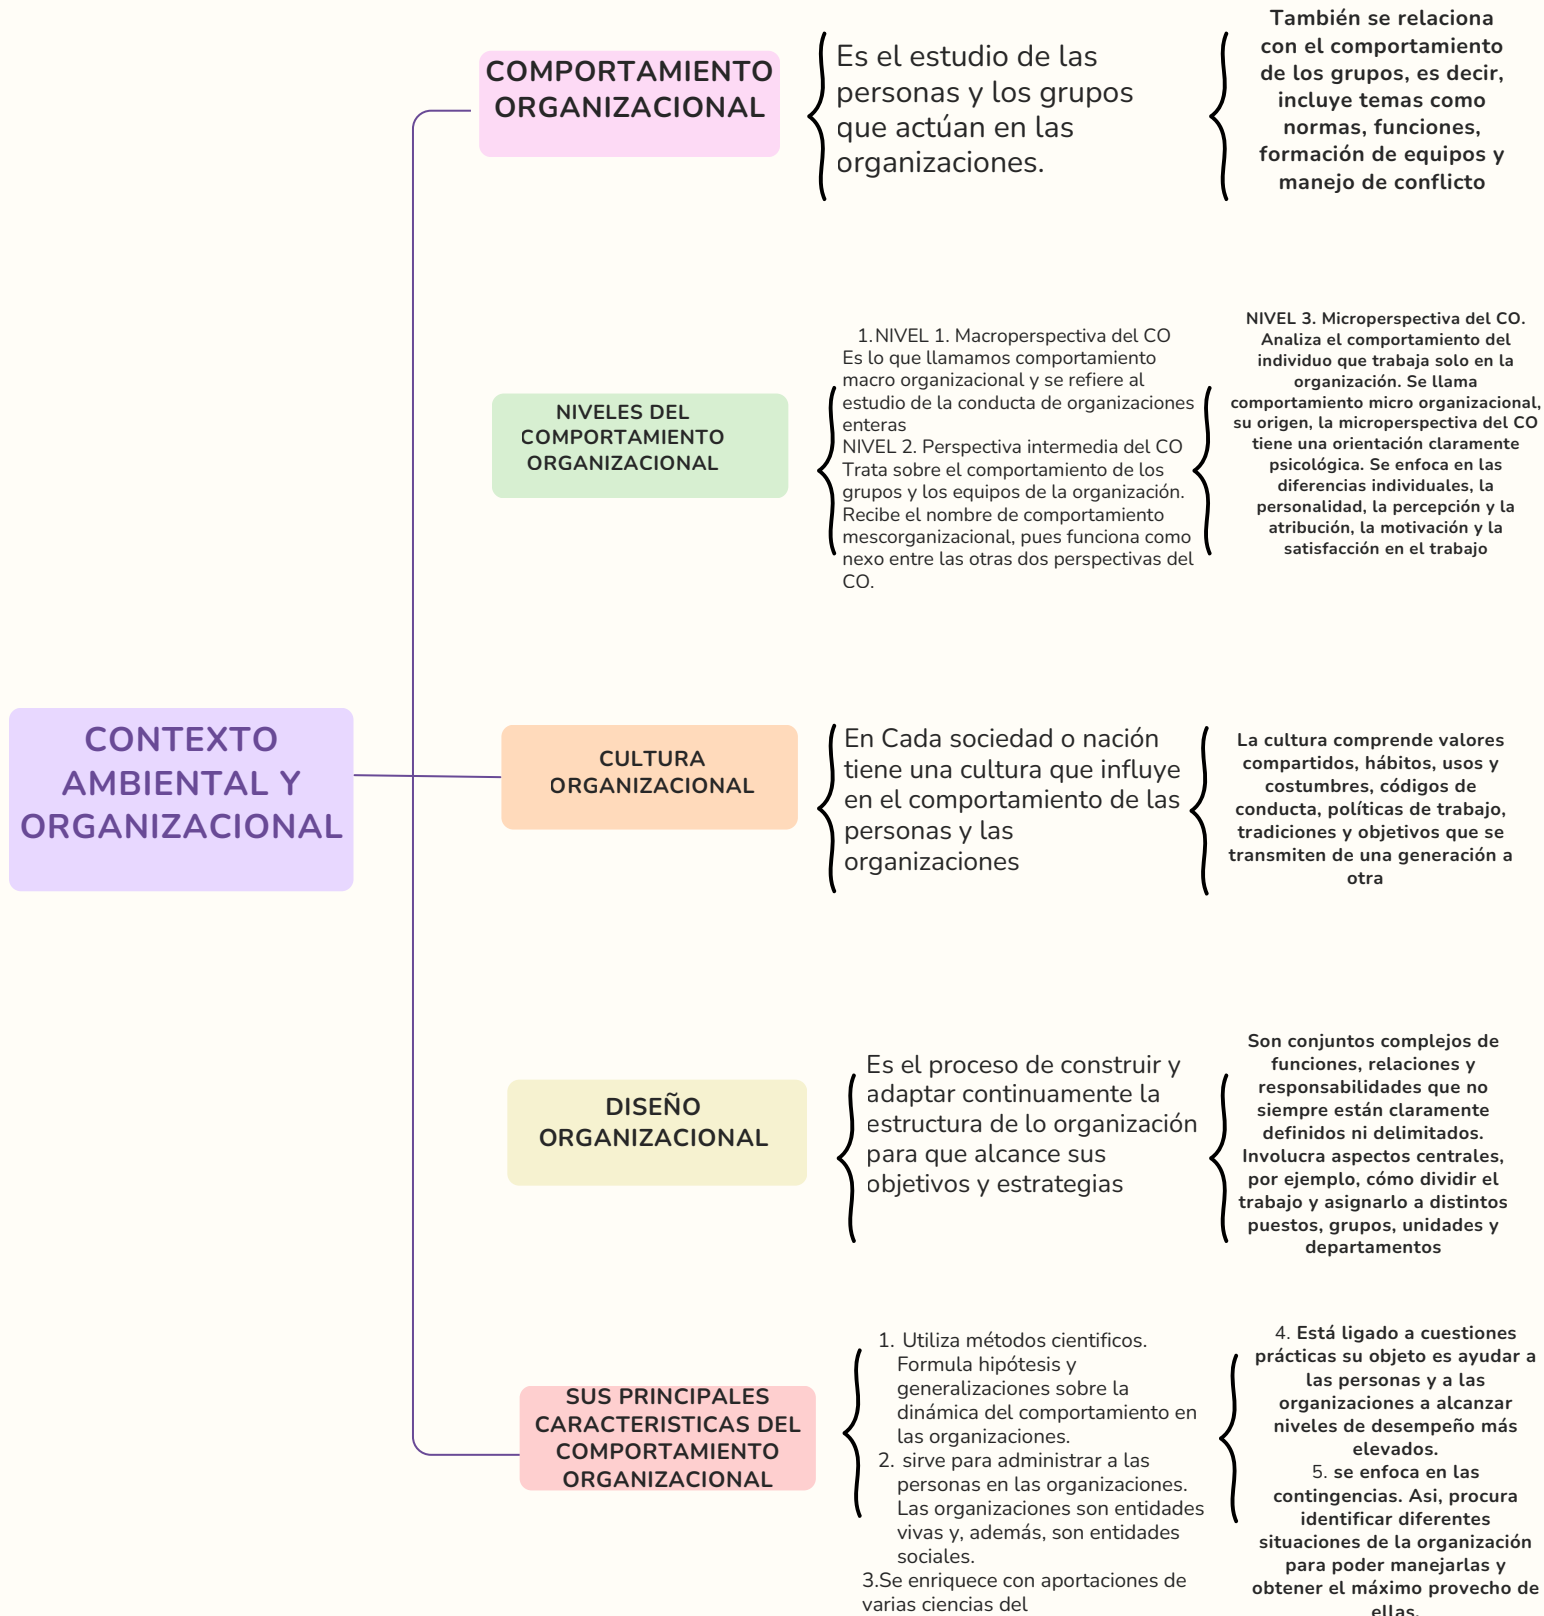 COMPORTAMIENTO
ORGANIZACIONAL
Es el estudio de las
personas y los grupos
que actúan en las
organizaciones.
También se relaciona
con el comportamiento
de los grupos, es decir,
incluye temas como
normas, funciones,
formación de equipos y
manejo de conflicto
NIVELES DEL
COMPORTAMIENTO
ORGANIZACIONAL
1.NIVEL 1. Macroperspectiva del CO
Es lo que llamamos comportamiento
macro organizacional y se refiere al
estudio de la conducta de organizaciones
enteras
NIVEL 2. Perspectiva intermedia del CO
Trata sobre el comportamiento de los
grupos y los equipos de la organización.
Recibe el nombre de comportamiento
mescorganizacional, pues funciona como
nexo entre las otras dos perspectivas del
CO.
NIVEL 3. Microperspectiva del CO.
Analiza el comportamiento del
individuo que trabaja solo en la
organización. Se llama
comportamiento micro organizacional,
su origen, la microperspectiva del CO
tiene una orientación claramente
psicológica. Se enfoca en las
diferencias individuales, la
personalidad, la percepción y la
atribución, la motivación y la
satisfacción en el trabajo
CONTEXTO
AMBIENTAL Y
ORGANIZACIONAL
CULTURA
ORGANIZACIONAL
En Cada sociedad o nación
tiene una cultura que influye
en el comportamiento de las
personas y las
organizaciones
La cultura comprende valores
compartidos, hábitos, usos y
costumbres, códigos de
conducta, políticas de trabajo,
tradiciones y objetivos que se
transmiten de una generación a
otra
DISEÑO
ORGANIZACIONAL
Es el proceso de construir y
adaptar continuamente la
estructura de lo organización
para que alcance sus
objetivos y estrategias
Son conjuntos complejos de
funciones, relaciones y
responsabilidades que no
siempre están claramente
definidos ni delimitados.
Involucra aspectos centrales,
por ejemplo, cómo dividir el
trabajo y asignarlo a distintos
puestos, grupos, unidades y
departamentos
SUS PRINCIPALES
CARACTERISTICAS DEL
COMPORTAMIENTO
ORGANIZACIONAL
1. Utiliza métodos cientificos.
Formula hipótesis y
generalizaciones sobre la
dinámica del comportamiento en
las organizaciones.
2. sirve para administrar a las
personas en las organizaciones.
Las organizaciones son entidades
vivas y, además, son entidades
sociales.
3.Se enriquece con aportaciones de
varias ciencias del
4. Está ligado a cuestiones
prácticas su objeto es ayudar a
las personas y a las
organizaciones a alcanzar
niveles de desempeño más
elevados.
5. se enfoca en las
contingencias. Asi, procura
identificar diferentes
situaciones de la organización
para poder manejarlas y
obtener el máximo provecho de
ellas.